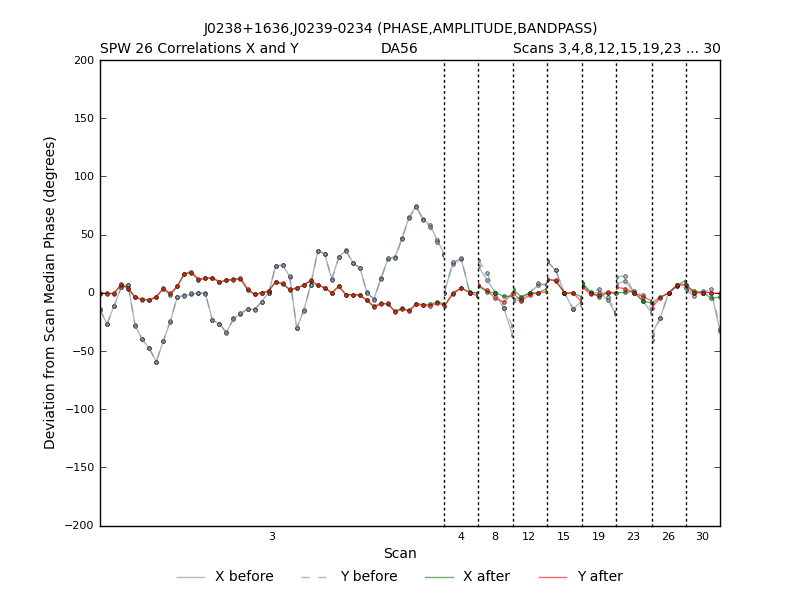 J0238+1636,J0239-0234 (PHASE,AMPLITUDE,BANDPASS)
SPW 26 Correlations X and Y DA56 Scans 3,4,8,12,15,19,23 ... 30
200
150
100
50
0
−50
−100
−150
−200
Deviation from Scan Median Phase (degrees)
3 4 8 12 15 19 23 26 30
Scan
X before Y before X after Y after